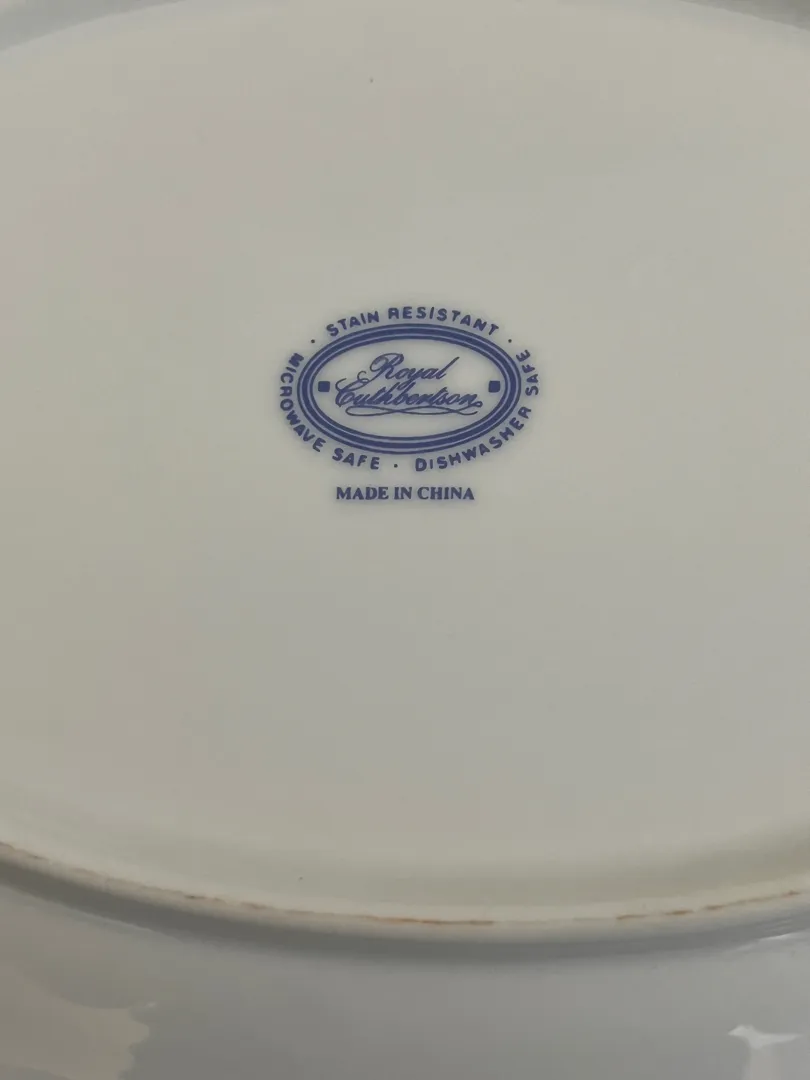 STAIN RESISTANT
Royal
Cuthbertson
MICROWAVE SAFE · DISHWASHER SAFE
MADE IN CHINA